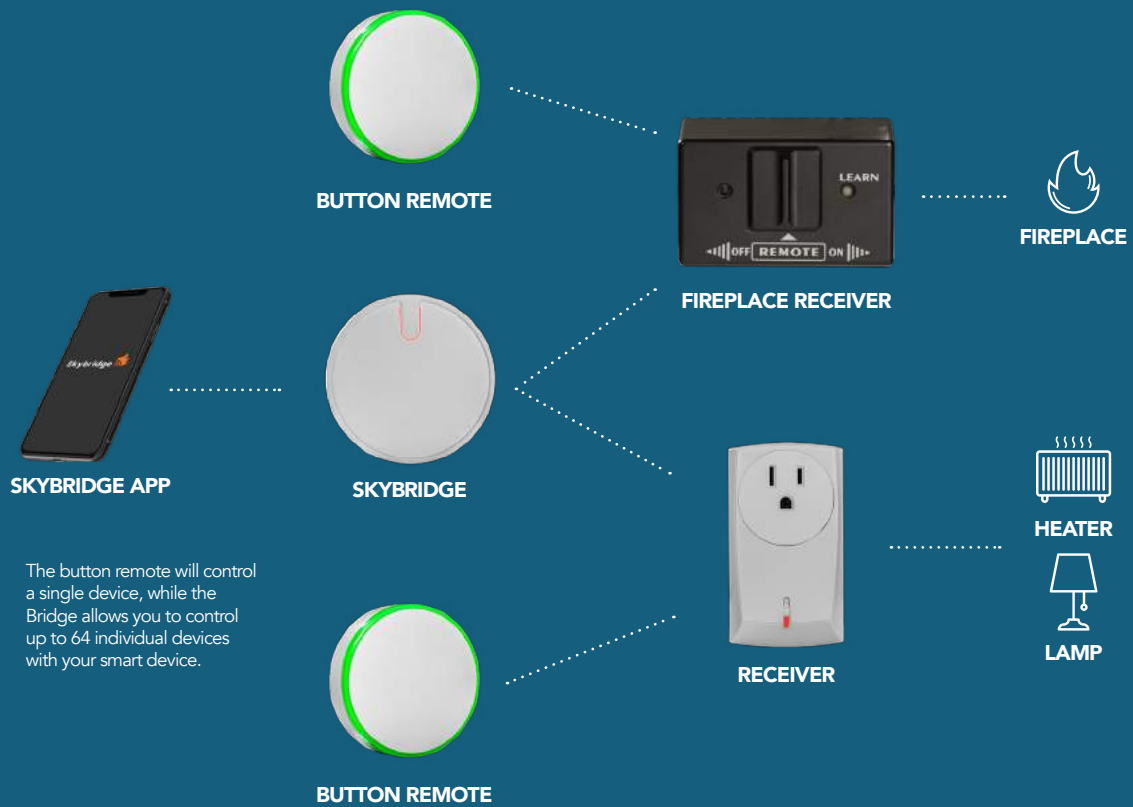 BUTTON REMOTE
LEARN
OFF REMOTE ON
FIREPLACE
FIREPLACE RECEIVER
Skybridge
SKYBRIDGE APP
SKYBRIDGE
HEATER
LAMP
The button remote will control
a single device, while the
Bridge allows you to control
up to 64 individual devices
with your smart device.
RECEIVER
BUTTON REMOTE